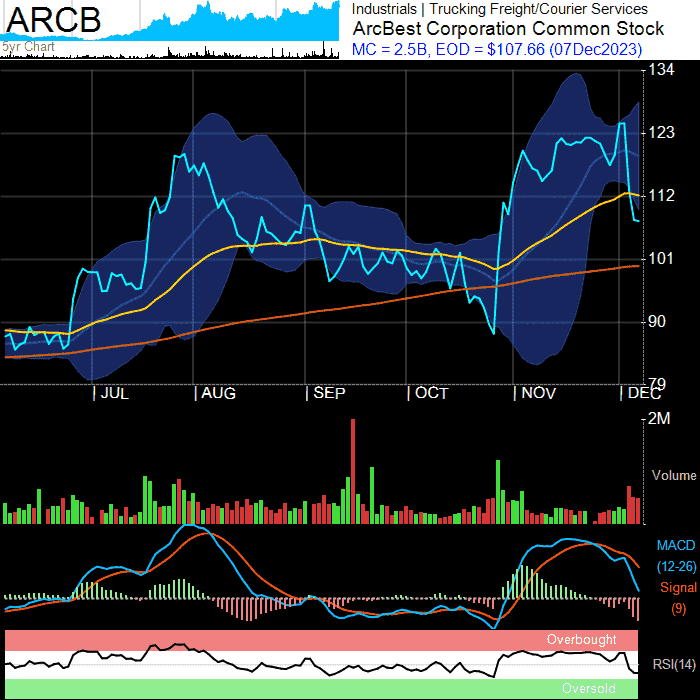 ARCB
5yr Chart
Industrials | Trucking Freight/Courier Services
ArcBest Corporation Common Stock
MC = 2.5B, EOD = $107.66 (07Dec2023)
134
123
112
101
90
79
JUL AUG SEP OCT NOV DEC
2M
Volume
MACD
(12-26)
Signal
(9)
Overbought
RSI(14)
Oversold